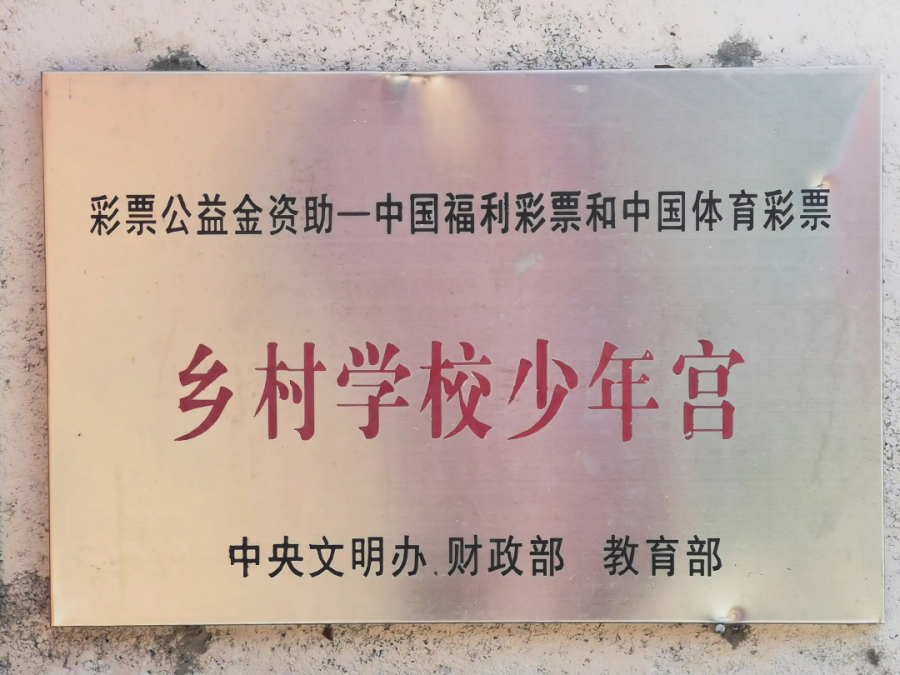 彩票公益金资助—中国福利彩票和中国体育彩票
乡村学校少年宫
中央文明办 财政部 教育部